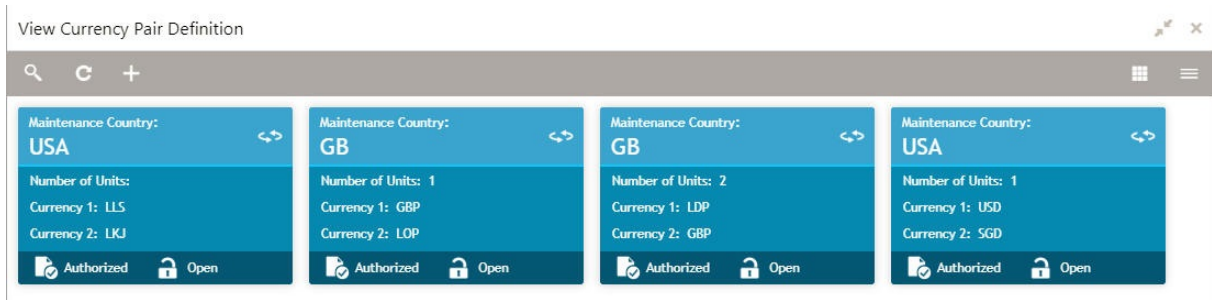 View Currency Pair Definition
Maintenance Country:
USA
Number of Units:
Currency 1: LLS
Currency 2: LKJ
Authorized Open
Maintenance Country:
GB
Number of Units: 1
Currency 1: GBP
Currency 2: LOP
Authorized Open
Maintenance Country:
GB
Number of Units: 2
Currency 1: LDP
Currency 2: GBP
Authorized Open
Maintenance Country:
USA
Number of Units: 1
Currency 1: USD
Currency 2: SGD
Authorized Open